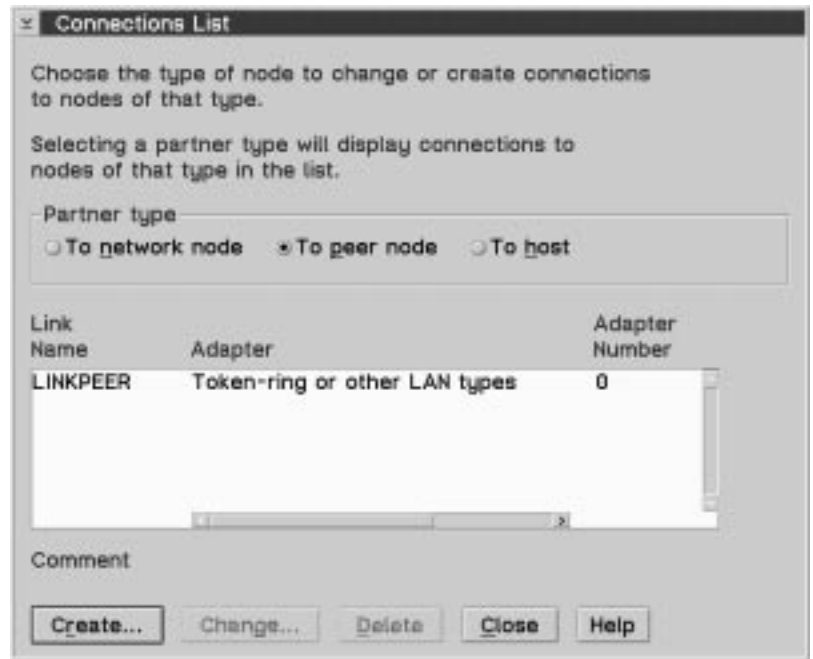 Connections List
Choose the type of node to change or create connections
to nodes of that type.
Selecting a partner type will display connections to
nodes of that type in the list.
Partner type
To network node To peer node To host
Link Adapter
Name Adapter Number
LINKPEER Token-ring or other LAN types 0
Comment
Create... Change... Delete Close Help